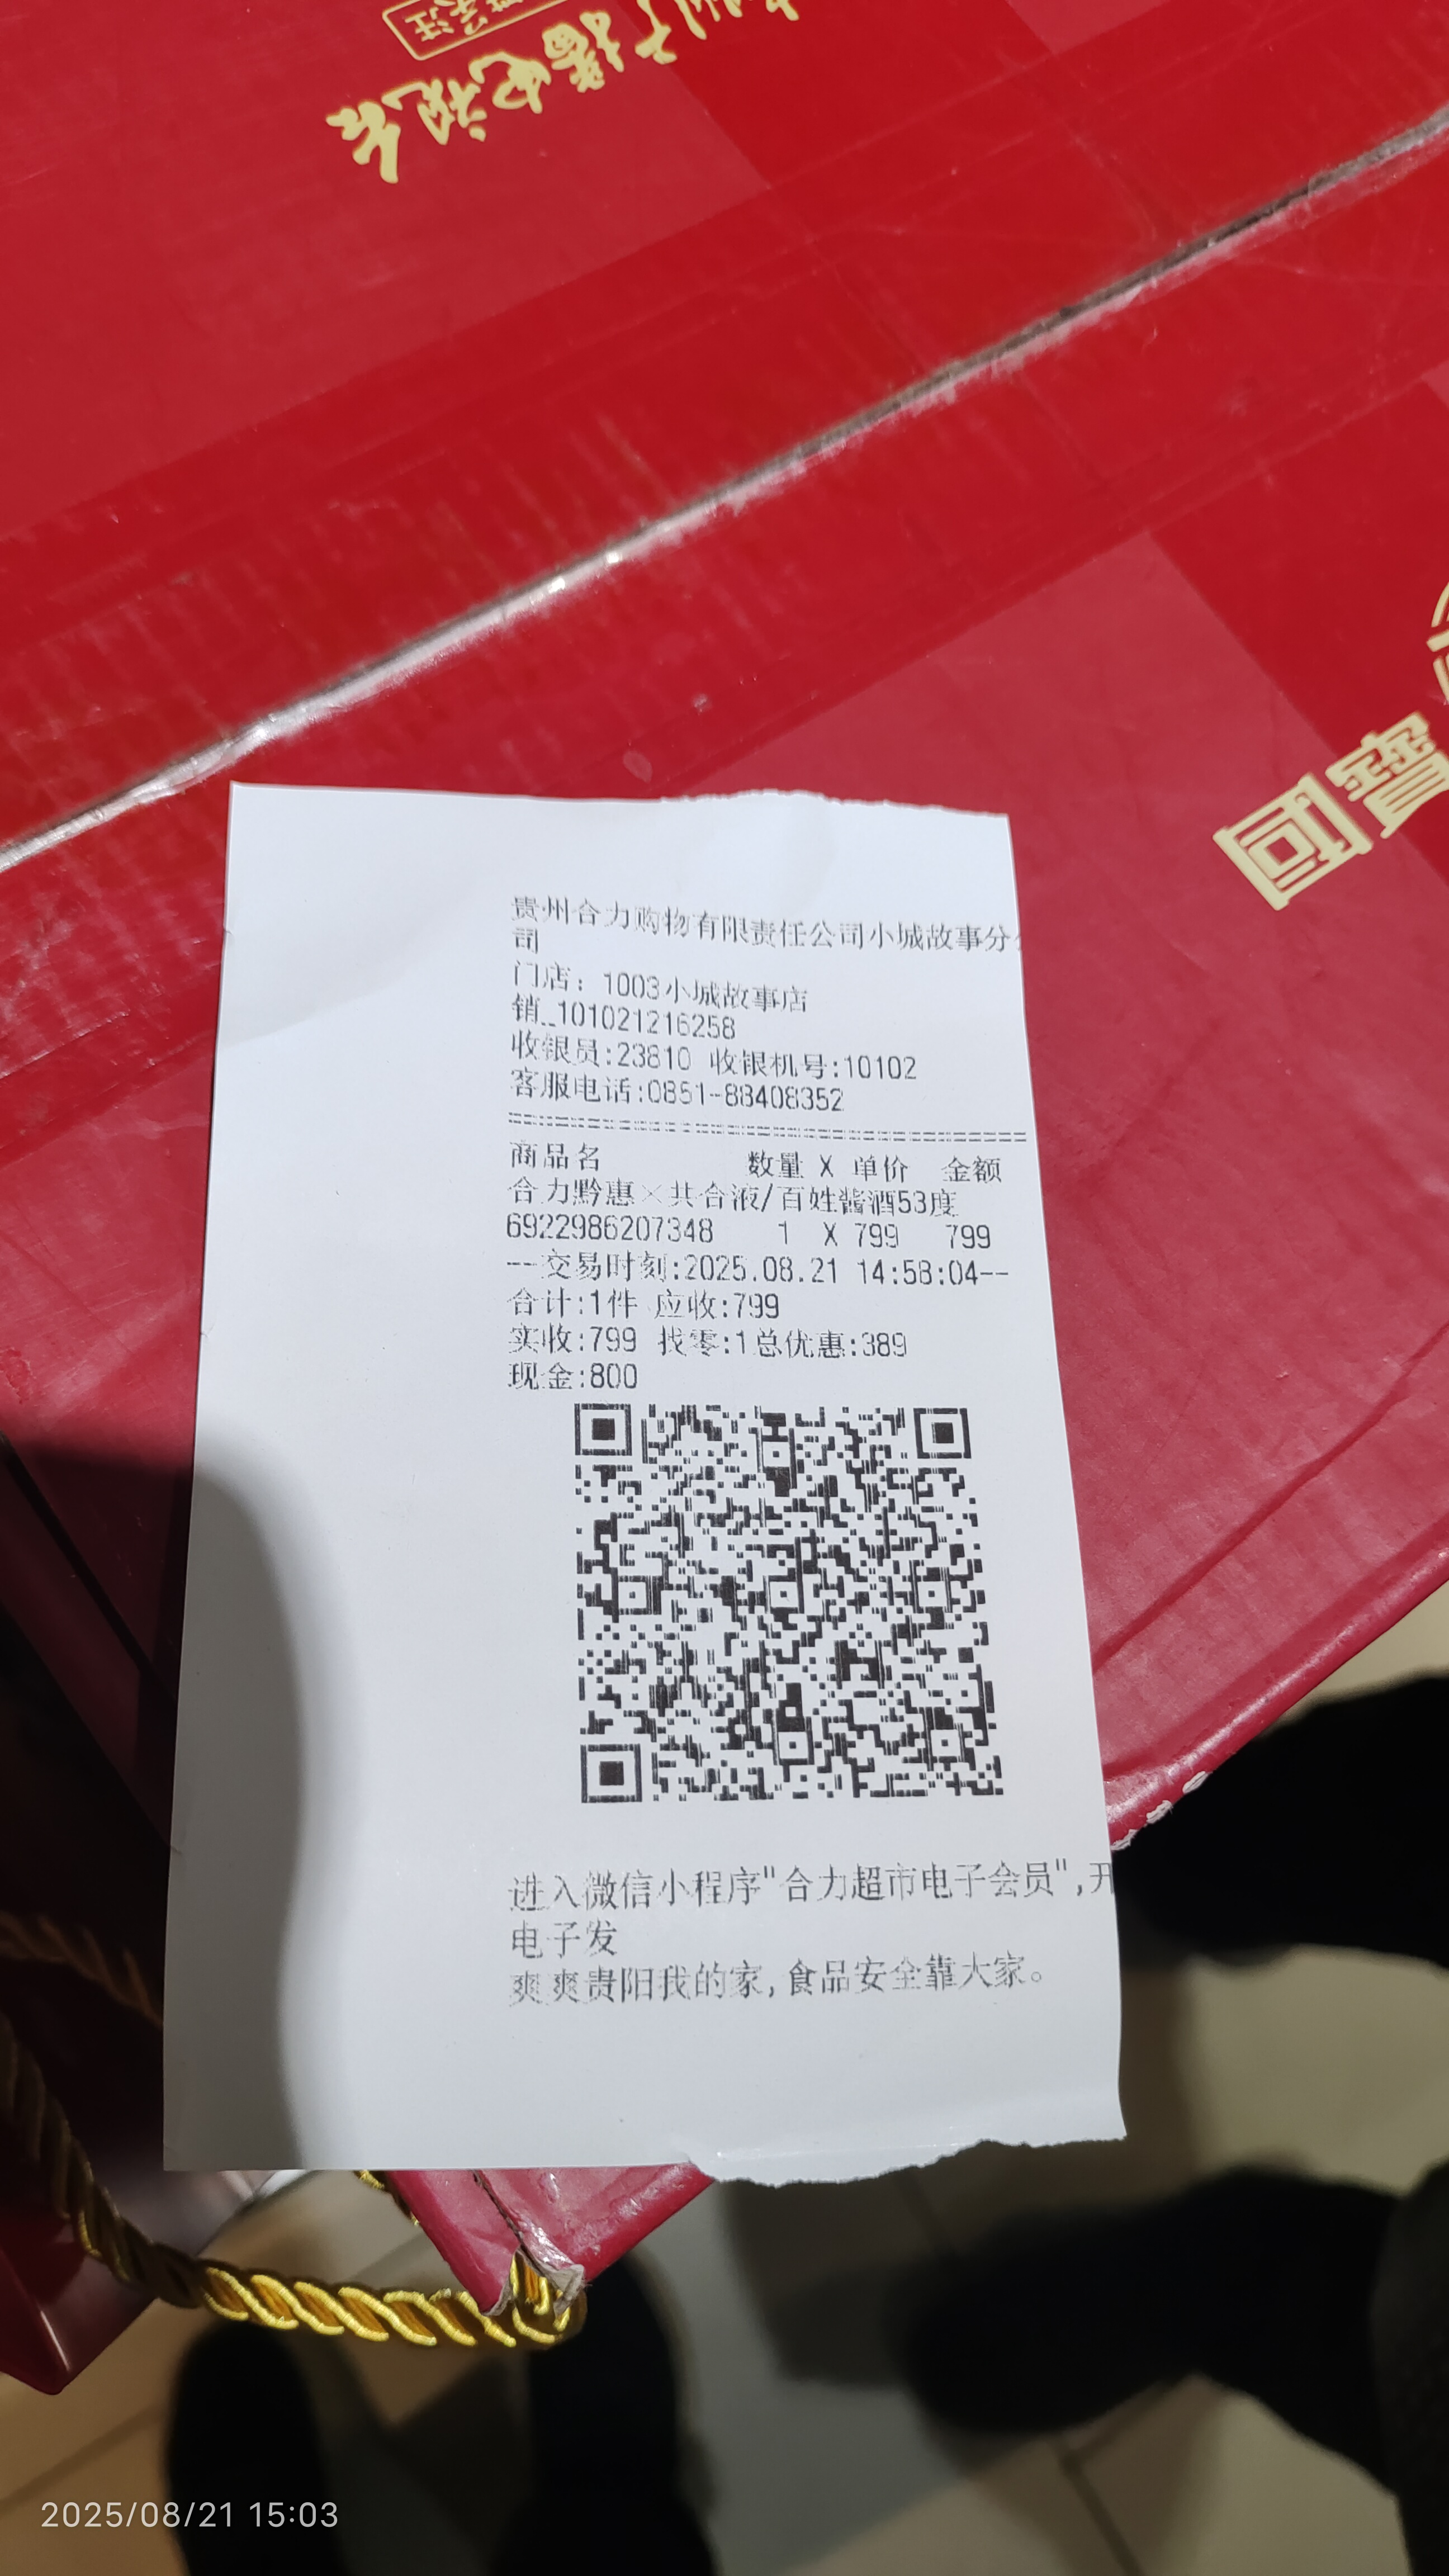 广播电视台
國寶
贵州合力购物有限责任公司小城故事分
司
门店：1003小城故事店
销_101021216258
收银员:23810 收银机号:10102
客服电话:0851-88408352
商品名 数量 X 单价 金额
合力黔惠×共合液/百姓酱酒53度
6922986207348 1 X 799 799
--交易时刻:2025.08.21 14:58:04--
合计:1件 应收:799
实收:799 找零:1总优惠:389
现金:800
进入微信小程序"合力超市电子会员",开
电子发
爽爽贵阳我的家,食品安全靠大家。
2025/08/21 15:03